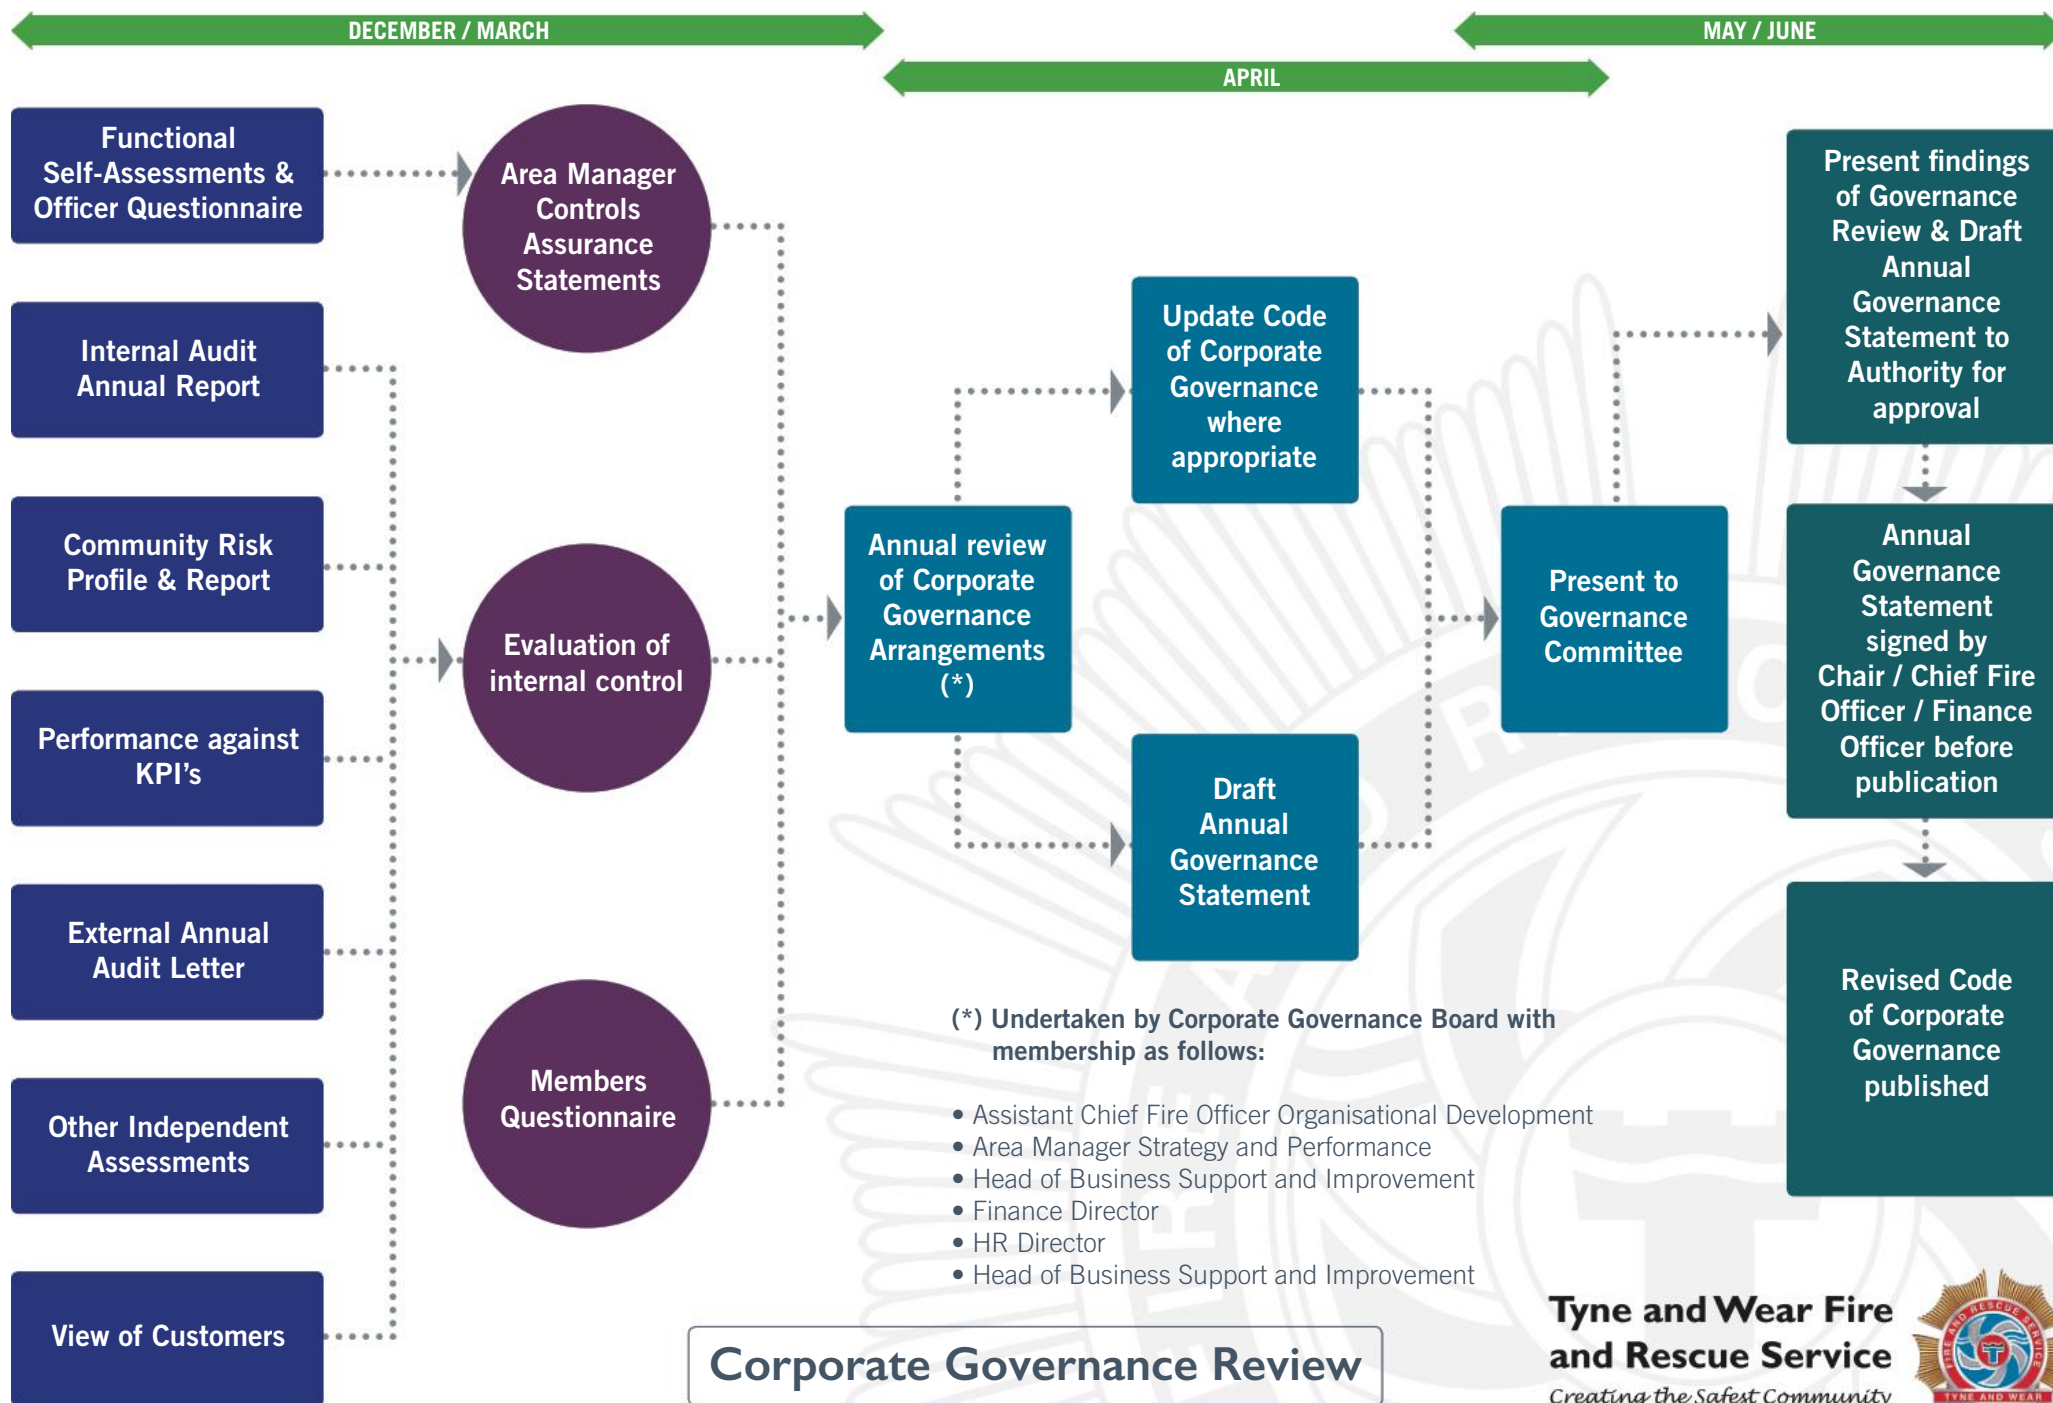 DECEMBER / MARCH
MAY / JUNE
APRIL
Functional
Self-Assessments &
Officer Questionnaire
Internal Audit
Annual Report
Community Risk
Profile & Report
Performance against
KPI's
External Annual
Audit Letter
Other Independent
Assessments
View of Customers
Area Manager
Controls
Assurance
Statements
Evaluation of
internal control
Members
Questionnaire
Annual review
of Corporate
Governance
Arrangements
(*)
Update Code
of Corporate
Governance
where
appropriate
Draft
Annual
Governance
Statement
Present to
Governance
Committee
Present findings
of Governance
Review & Draft
Annual
Governance
Statement to
Authority for
approval
Annual
Governance
Statement
signed by
Chair / Chief Fire
Officer / Finance
Officer before
publication
Revised Code
of Corporate
Governance
published
(*) Undertaken by Corporate Governance Board with
membership as follows:
• Assistant Chief Fire Officer Organisational Development
• Area Manager Strategy and Performance
• Head of Business Support and Improvement
• Finance Director
• HR Director
• Head of Business Support and Improvement
Corporate Governance Review
Tyne and Wear Fire
and Rescue Service
Creating the Safest Community
FIRE AND RESCUE SERVICE
TYNE AND WEAR